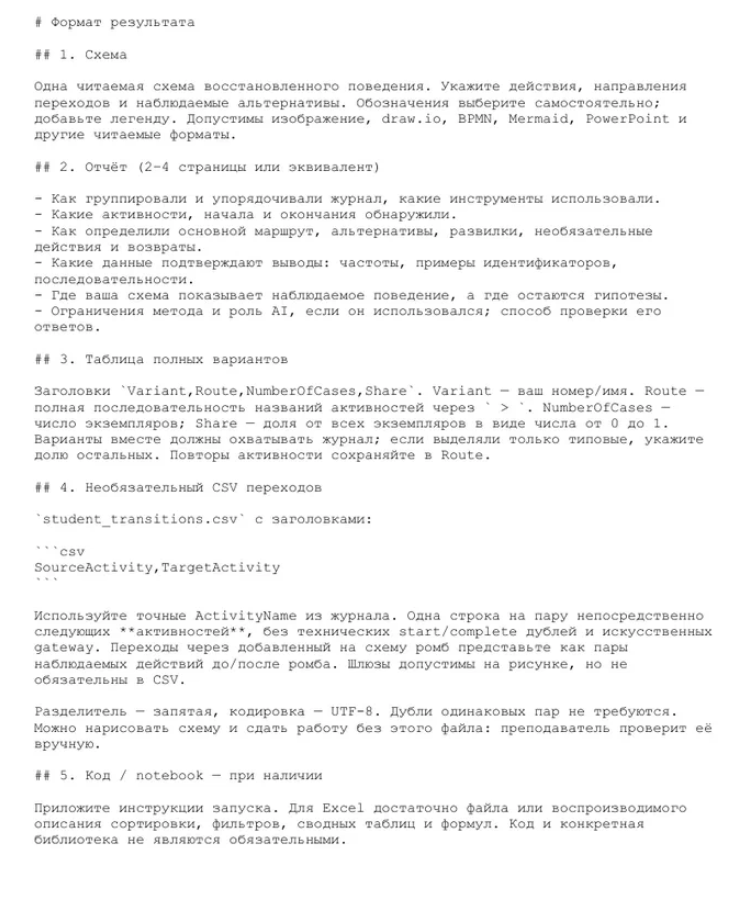 # Формат результата
## 1. Схема
Одна читаемая схема восстановленного поведения. Укажите действия, направления
переходов и наблюдаемые альтернативы. Обозначения выберите самостоятельно;
добавьте легенду. Допустимы изображение, draw.io, BPMN, Mermaid, PowerPoint и
другие читаемые форматы.
## 2. Отчёт (2–4 страницы или эквивалент)
- Как группировали и упорядочивали журнал, какие инструменты использовали.
- Какие активности, начала и окончания обнаружили.
- Как определили основной маршрут, альтернативы, развилки, необязательные
действия и возвраты.
- Какие данные подтверждают выводы: частоты, примеры идентификаторов,
последовательности.
- Где ваша схема показывает наблюдаемое поведение, а где остаются гипотезы.
- Ограничения метода и роль AI, если он использовался; способ проверки его
ответов.
## 3. Таблица полных вариантов
Заголовки `Variant,Route,NumberOfCases,Share`. Variant — ваш номер/имя. Route —
полная последовательность названий активностей через ` > `. NumberOfCases —
число экземпляров; Share — доля от всех экземпляров в виде числа от 0 до 1.
Варианты вместе должны охватывать журнал; если выделяли только типовые, укажите
долю остальных. Повторы активности сохраняйте в Route.
## 4. Необязательный CSV переходов
`student_transitions.csv` с заголовками:
```csv
SourceActivity,TargetActivity
```
Используйте точные ActivityName из журнала. Одна строка на пару непосредственно
следующих **активностей**, без технических start/complete дублей и искусственных
gateway. Переходы через добавленный на схему ромб представьте как пары
наблюдаемых действий до/после ромба. Шлюзы допустимы на рисунке, но не
обязательны в CSV.
Разделитель — запятая, кодировка — UTF-8. Дубли одинаковых пар не требуются.
Можно нарисовать схему и сдать работу без этого файла: преподаватель проверит её
вручную.
## 5. Код / notebook — при наличии
Приложите инструкции запуска. Для Excel достаточно файла или воспроизводимого
описания сортировки, фильтров, сводных таблиц и формул. Код и конкретная
библиотека не являются обязательными.